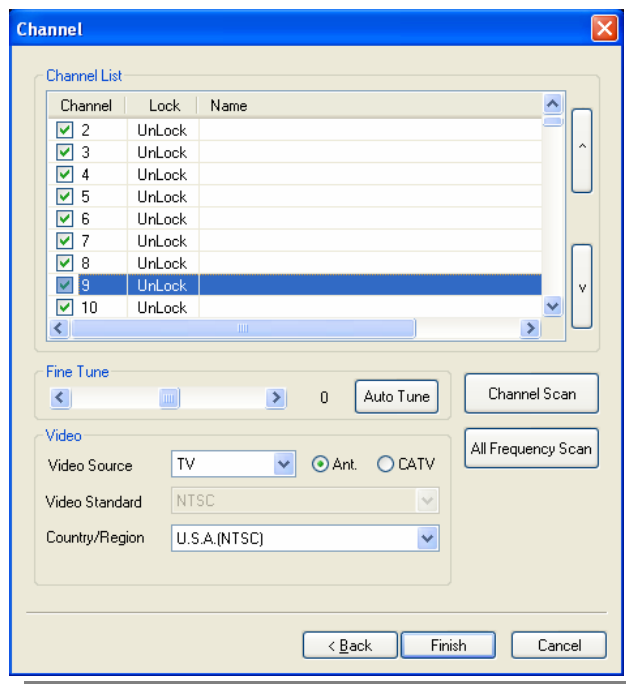 Channel
Channel List
Channel Lock Name
2 UnLock
3 UnLock
4 UnLock
5 UnLock
6 UnLock
7 UnLock
8 UnLock
9 UnLock
10 UnLock
^
v
Fine Tune
0 Auto Tune
Channel Scan
All Frequency Scan
Video
Video Source TV Ant. CATV
Video Standard NTSC
Country/Region U.S.A.(NTSC)
< Back Finish Cancel